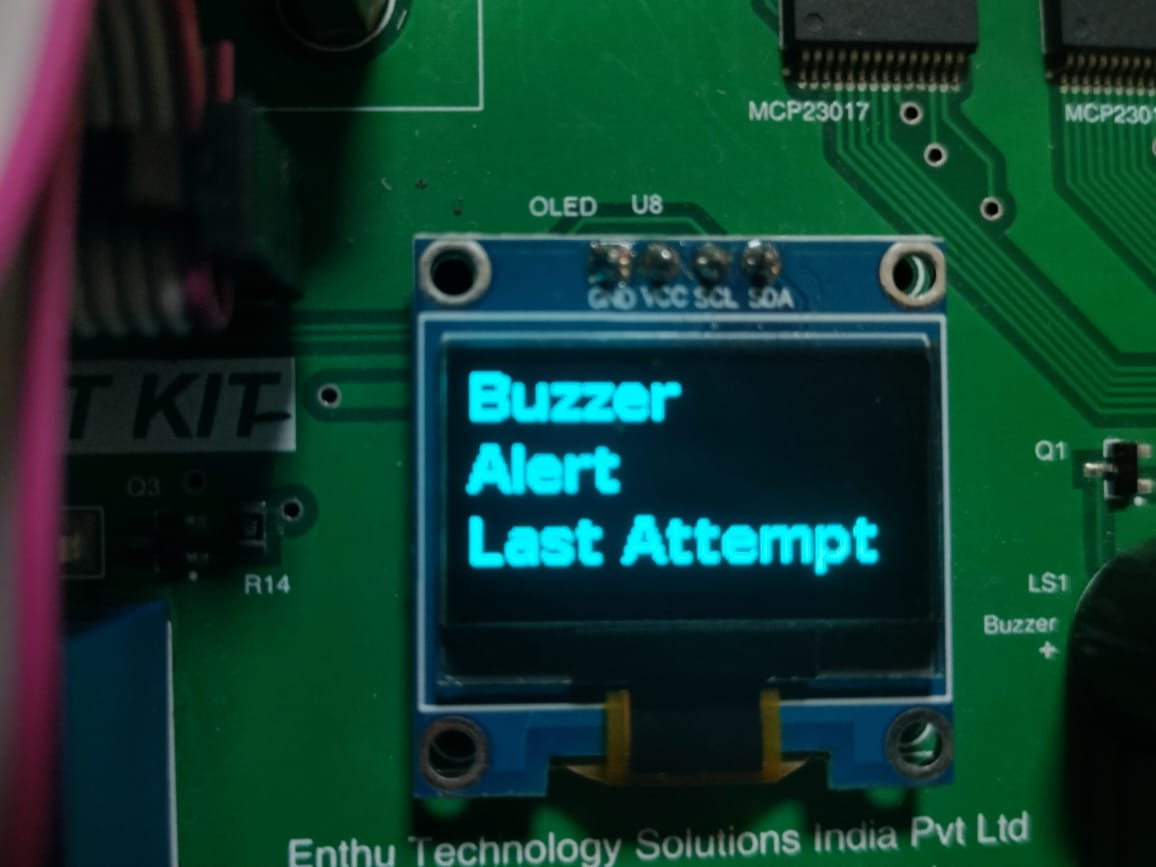 MCP23017
OLED U8
GND VCC SCL SDA
Buzzer
Alert
Last Attempt
KIT
Q3
R14
Q1
LS1
Buzzer
+
Enthu Technology Solutions India Pvt Ltd